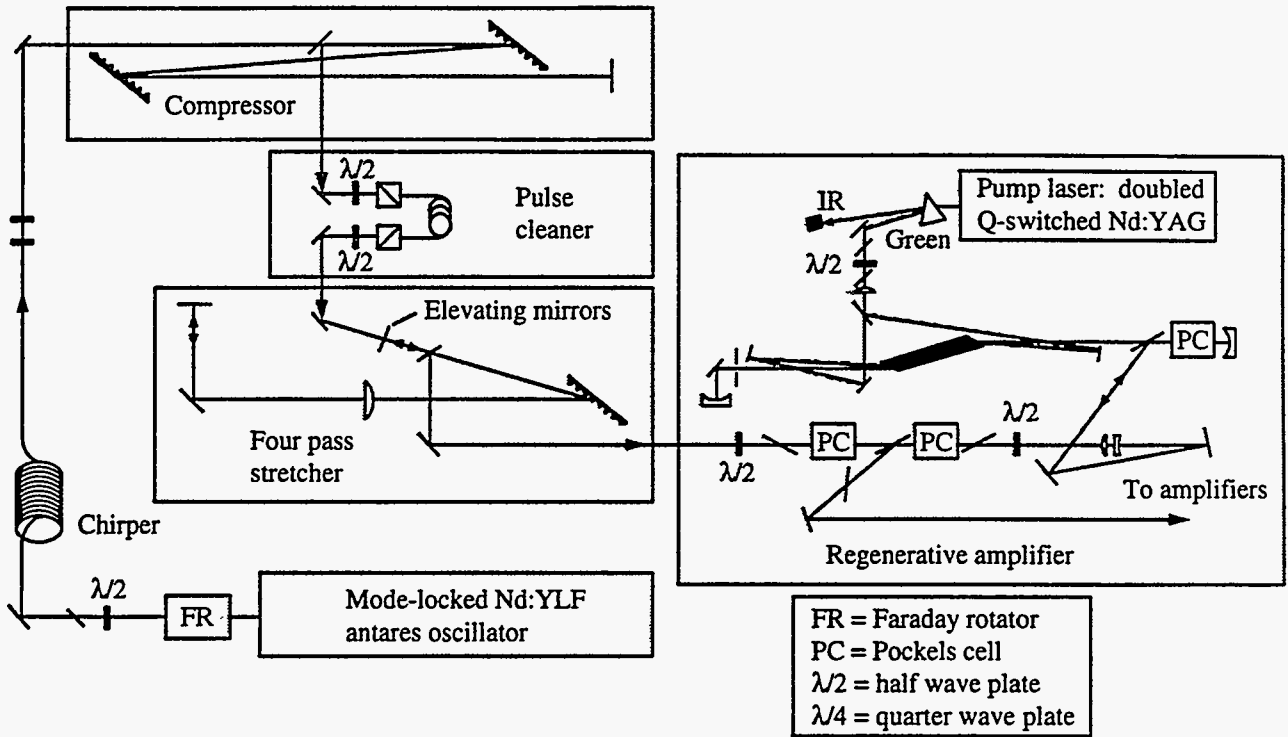 Compressor
λ/2
Pulse
cleaner
λ/2
IR
Pump laser: doubled
Q-switched Nd:YAG
Green
λ/2
Elevating mirrors
PC
Four pass
stretcher
λ/2
PC
PC
λ/2
To amplifiers
Regenerative amplifier
Chirper
λ/2
FR
Mode-locked Nd:YLF
antares oscillator
FR = Faraday rotator
PC = Pockels cell
λ/2 = half wave plate
λ/4 = quarter wave plate